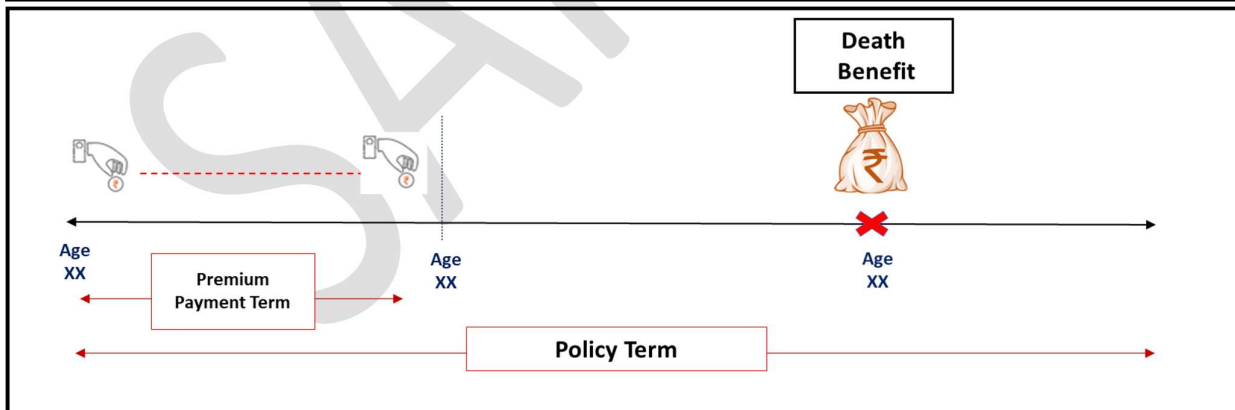 Death
Benefit
₹
₹
₹
Age
XX
Age
XX
Age
XX
Premium
Payment Term
Policy Term